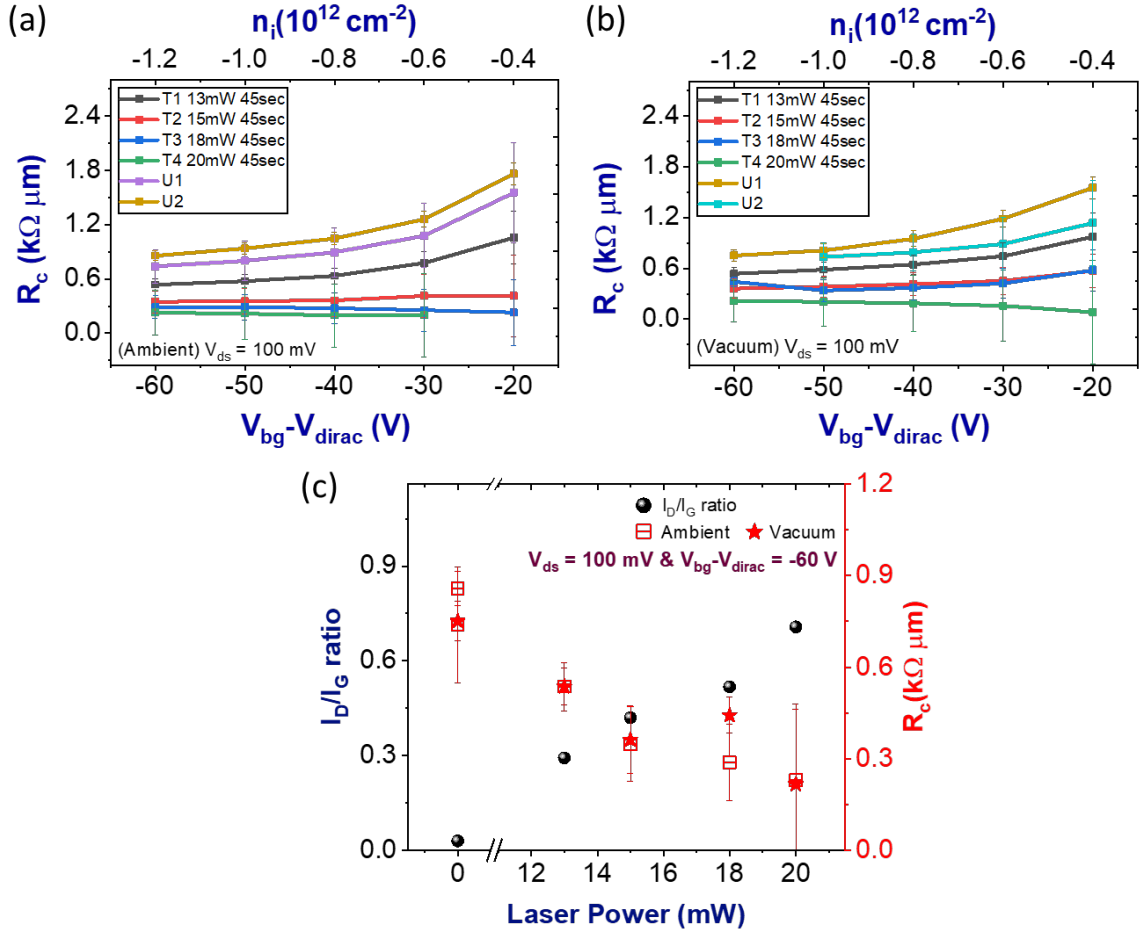 (a)
n_i(10^12 cm^-2)
-1.2 -1.0 -0.8 -0.6 -0.4
T1 13mW 45sec
T2 15mW 45sec
T3 18mW 45sec
T4 20mW 45sec
U1
U2
2.4
1.8
1.2
0.6
0.0
R_c (kΩ μm)
(Ambient) V_ds = 100 mV
-60 -50 -40 -30 -20
V_bg-V_dirac (V)
(b)
n_i(10^12 cm^-2)
-1.2 -1.0 -0.8 -0.6 -0.4
T1 13mW 45sec
T2 15mW 45sec
T3 18mW 45sec
T4 20mW 45sec
U1
U2
2.4
1.8
1.2
0.6
0.0
R_c (kΩ μm)
(Vacuum) V_ds = 100 mV
-60 -50 -40 -30 -20
V_bg-V_dirac (V)
(c)
I_D/I_G ratio
Ambient Vacuum
V_ds = 100 mV & V_bg-V_dirac = -60 V
0.9
0.6
0.3
0.0
I_D/I_G ratio
1.2
0.9
0.6
0.3
0.0
R_c(kΩ μm)
0 12 14 16 18 20
Laser Power (mW)